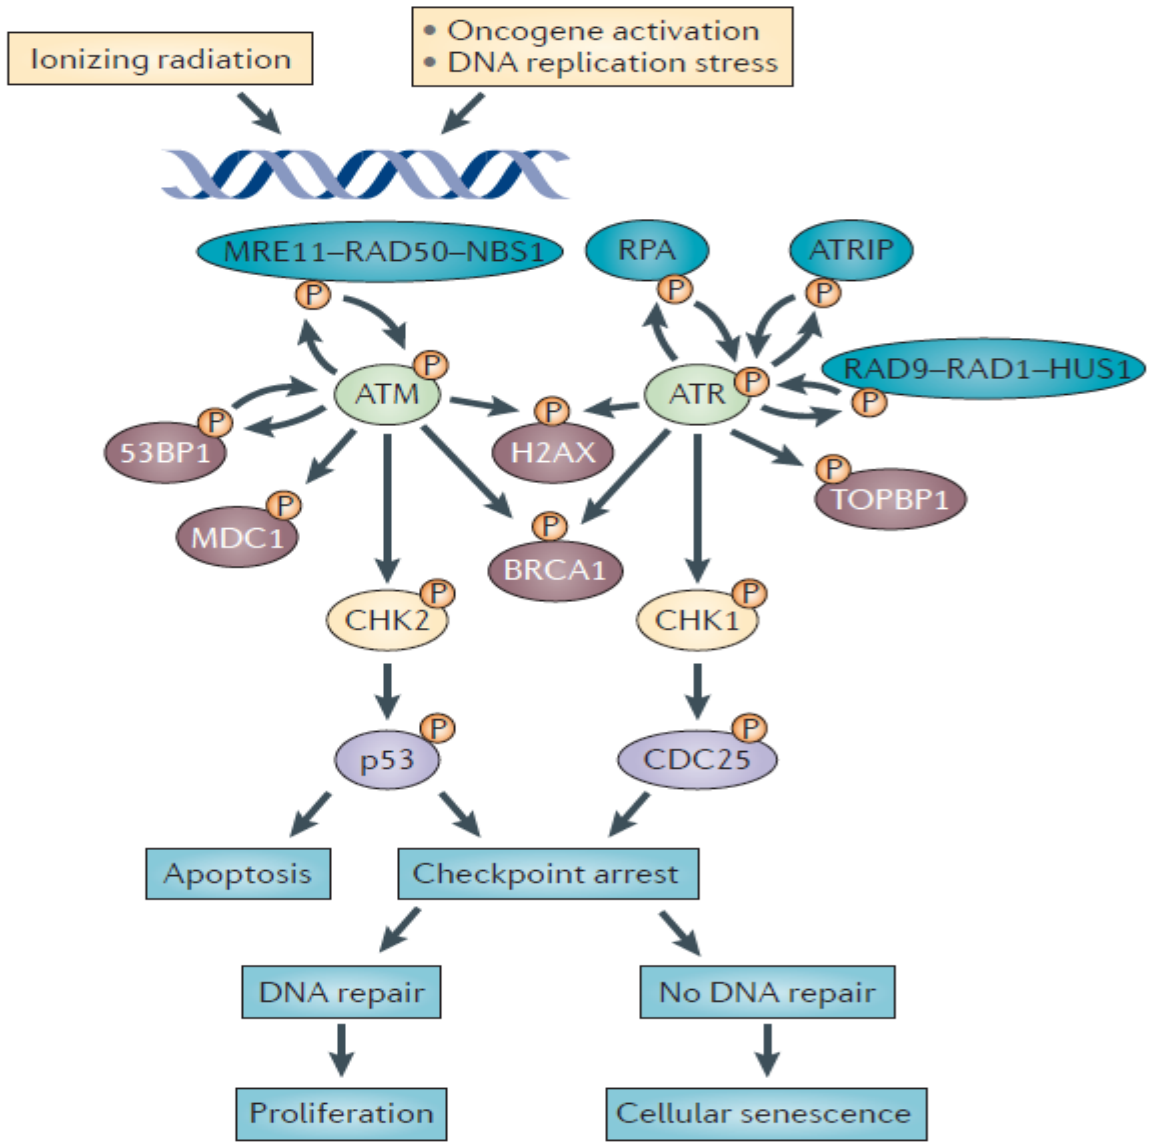 Ionizing radiation
• Oncogene activation
• DNA replication stress
MRE11–RAD50–NBS1
RPA
ATRIP
P
P
P
RAD9–RAD1–HUS1
P
ATM
P
ATR
P
53BP1
P
H2AX
P
TOPBP1
P
MDC1
P
BRCA1
P
CHK2
P
CHK1
P
p53
P
CDC25
P
Apoptosis
Checkpoint arrest
DNA repair
No DNA repair
Proliferation
Cellular senescence